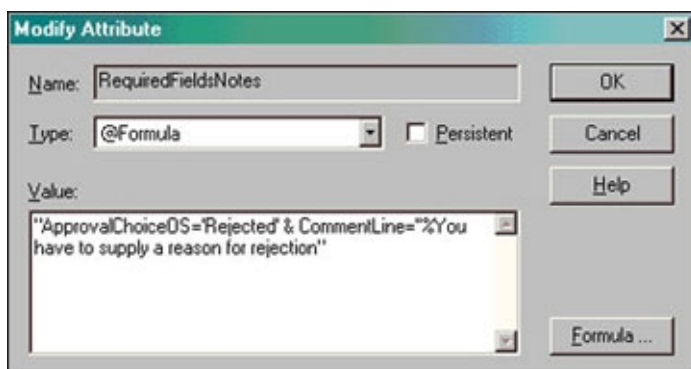 Modify Attribute
Name: RequiredFieldsNotes
OK
Type: @Formula
Persistent
Cancel
Help
Value:
"ApprovalChoiceOS='Rejected' & CommentLine=''%You
have to supply a reason for rejection"
Formula ...